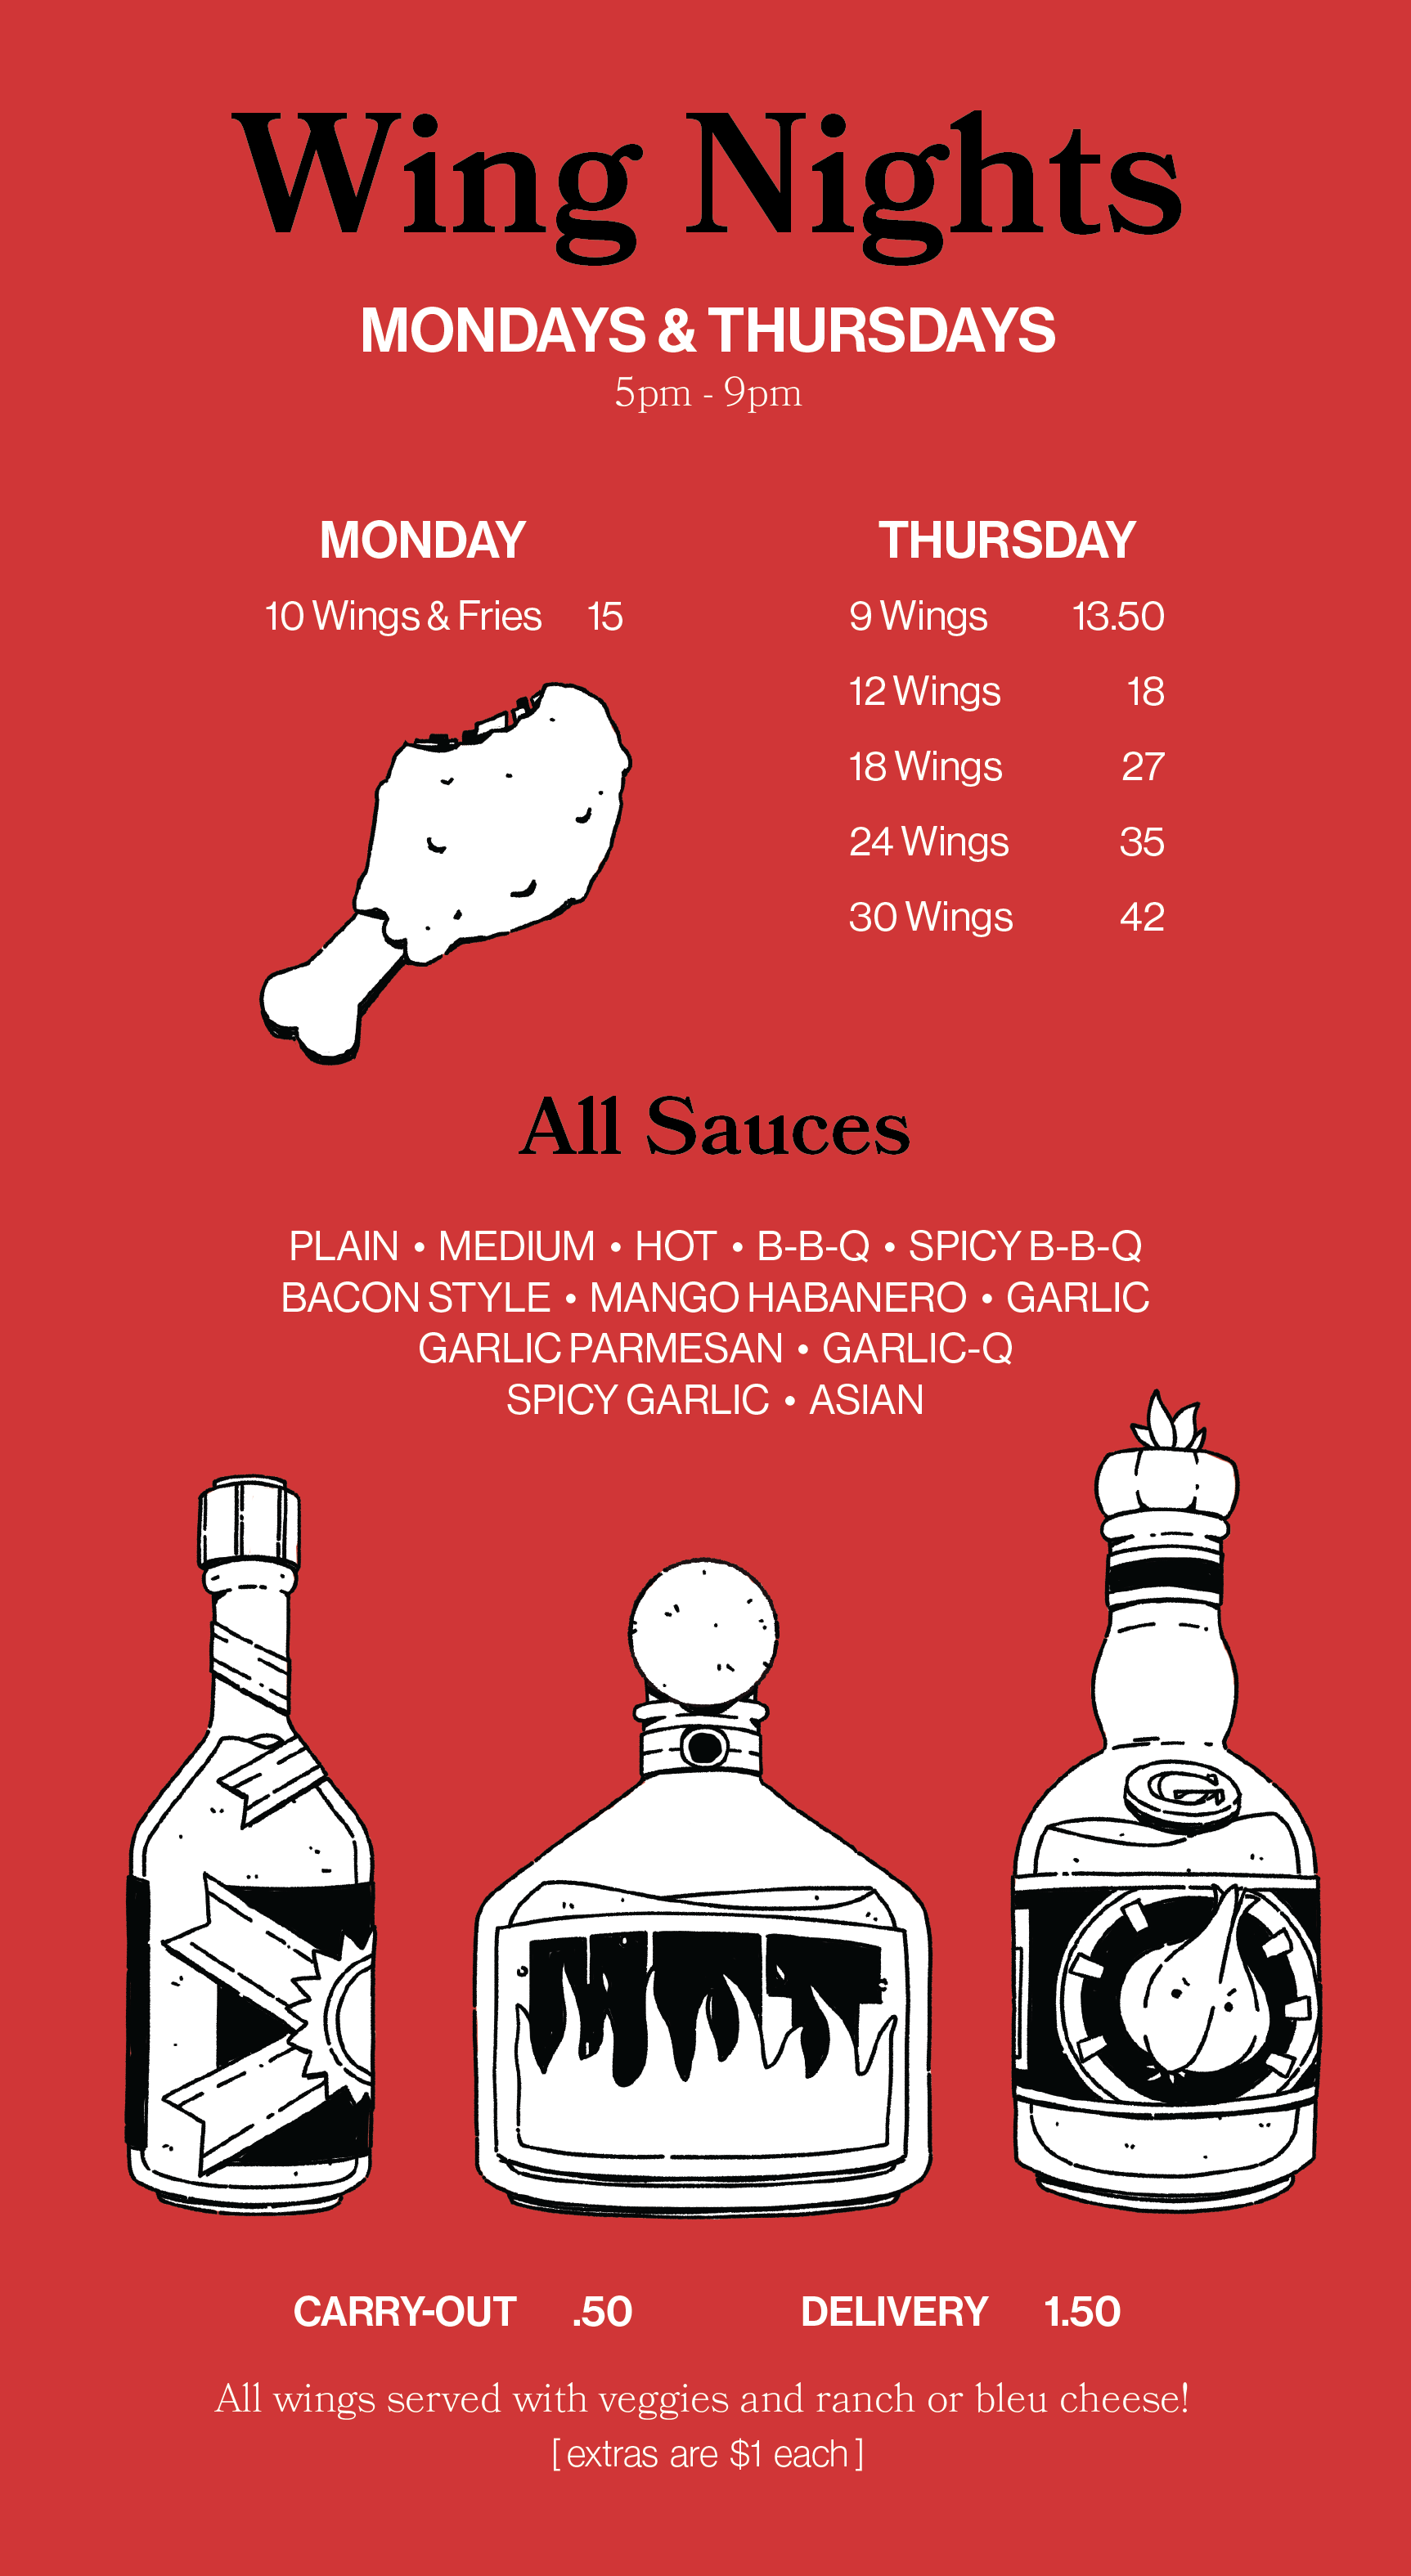 Wing Nights
MONDAYS & THURSDAYS
5pm - 9pm
MONDAY
10 Wings & Fries 15
THURSDAY
9 Wings 13.50
12 Wings 18
18 Wings 27
24 Wings 35
30 Wings 42
All Sauces
PLAIN • MEDIUM • HOT • B-B-Q • SPICY B-B-Q
BACON STYLE • MANGO HABANERO • GARLIC
GARLIC PARMESAN • GARLIC-Q
SPICY GARLIC • ASIAN
HOT
G
CARRY-OUT .50 DELIVERY 1.50
All wings served with veggies and ranch or bleu cheese!
[ extras are $1 each ]